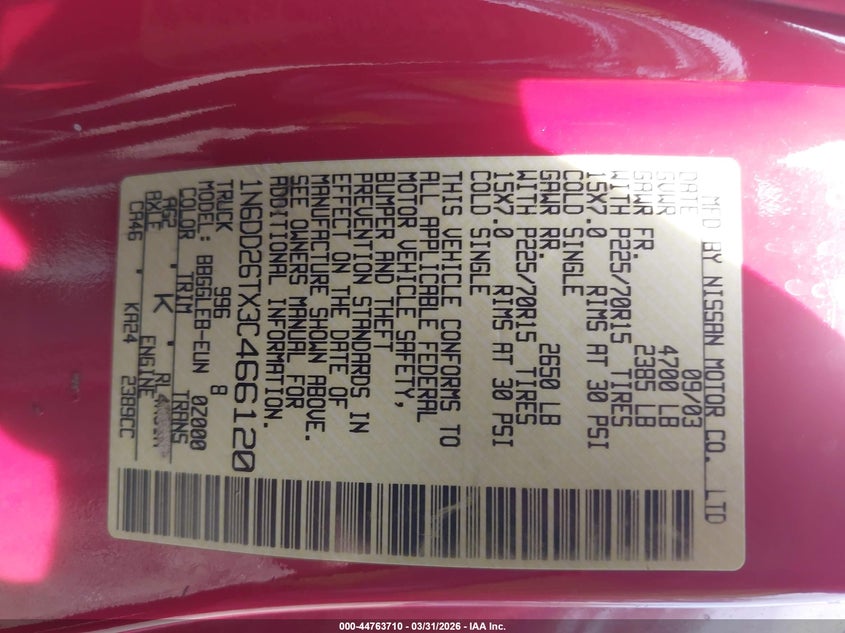 MFD BY NISSAN MOTOR CO., LTD
DATE 09/03
GVWR 4700 LB
GAWR FR. 2385 LB
WITH P225/70R15 TIRES
15X7.0 RIMS AT 30 PSI
COLD SINGLE
GAWR RR. 2650 LB
WITH P225/70R15 TIRES
15X7.0 RIMS AT 30 PSI
COLD SINGLE
THIS VEHICLE CONFORMS TO
ALL APPLICABLE FEDERAL
MOTOR VEHICLE SAFETY,
BUMPER AND THEFT
PREVENTION STANDARDS IN
EFFECT ON THE DATE OF
MANUFACTURE SHOWN ABOVE.
SEE OWNERS MANUAL FOR
ADDITIONAL INFORMATION.
1N6DD26TX3C466120
TRUCK 996 8
MODEL: BBGGLEB-EUN 0Z000
COLOR TRIM TRANS
A62 K
AXLE ENGINE
CA46 KA24 2389CC
000-44763710 - 03/31/2026 - IAA Inc.